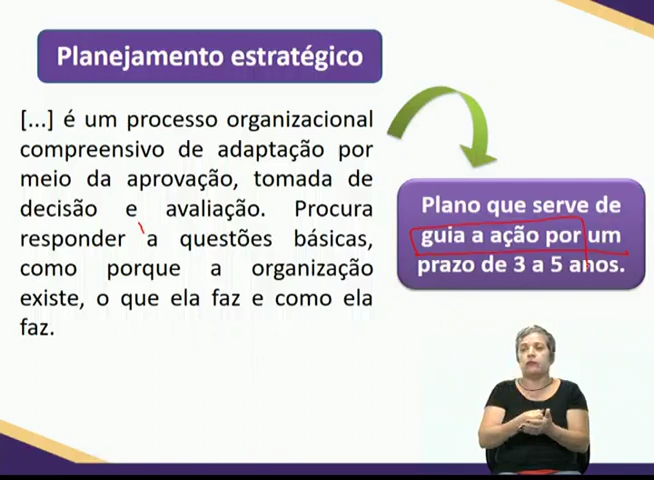 Planejamento estratégico
[...] é um processo organizacional
compreensivo de adaptação por
meio da aprovação, tomada de
decisão e avaliação. Procura
responder a questões básicas,
como porque a organização
existe, o que ela faz e como ela
faz.
Plano que serve de
guia a ação por um
prazo de 3 a 5 anos.